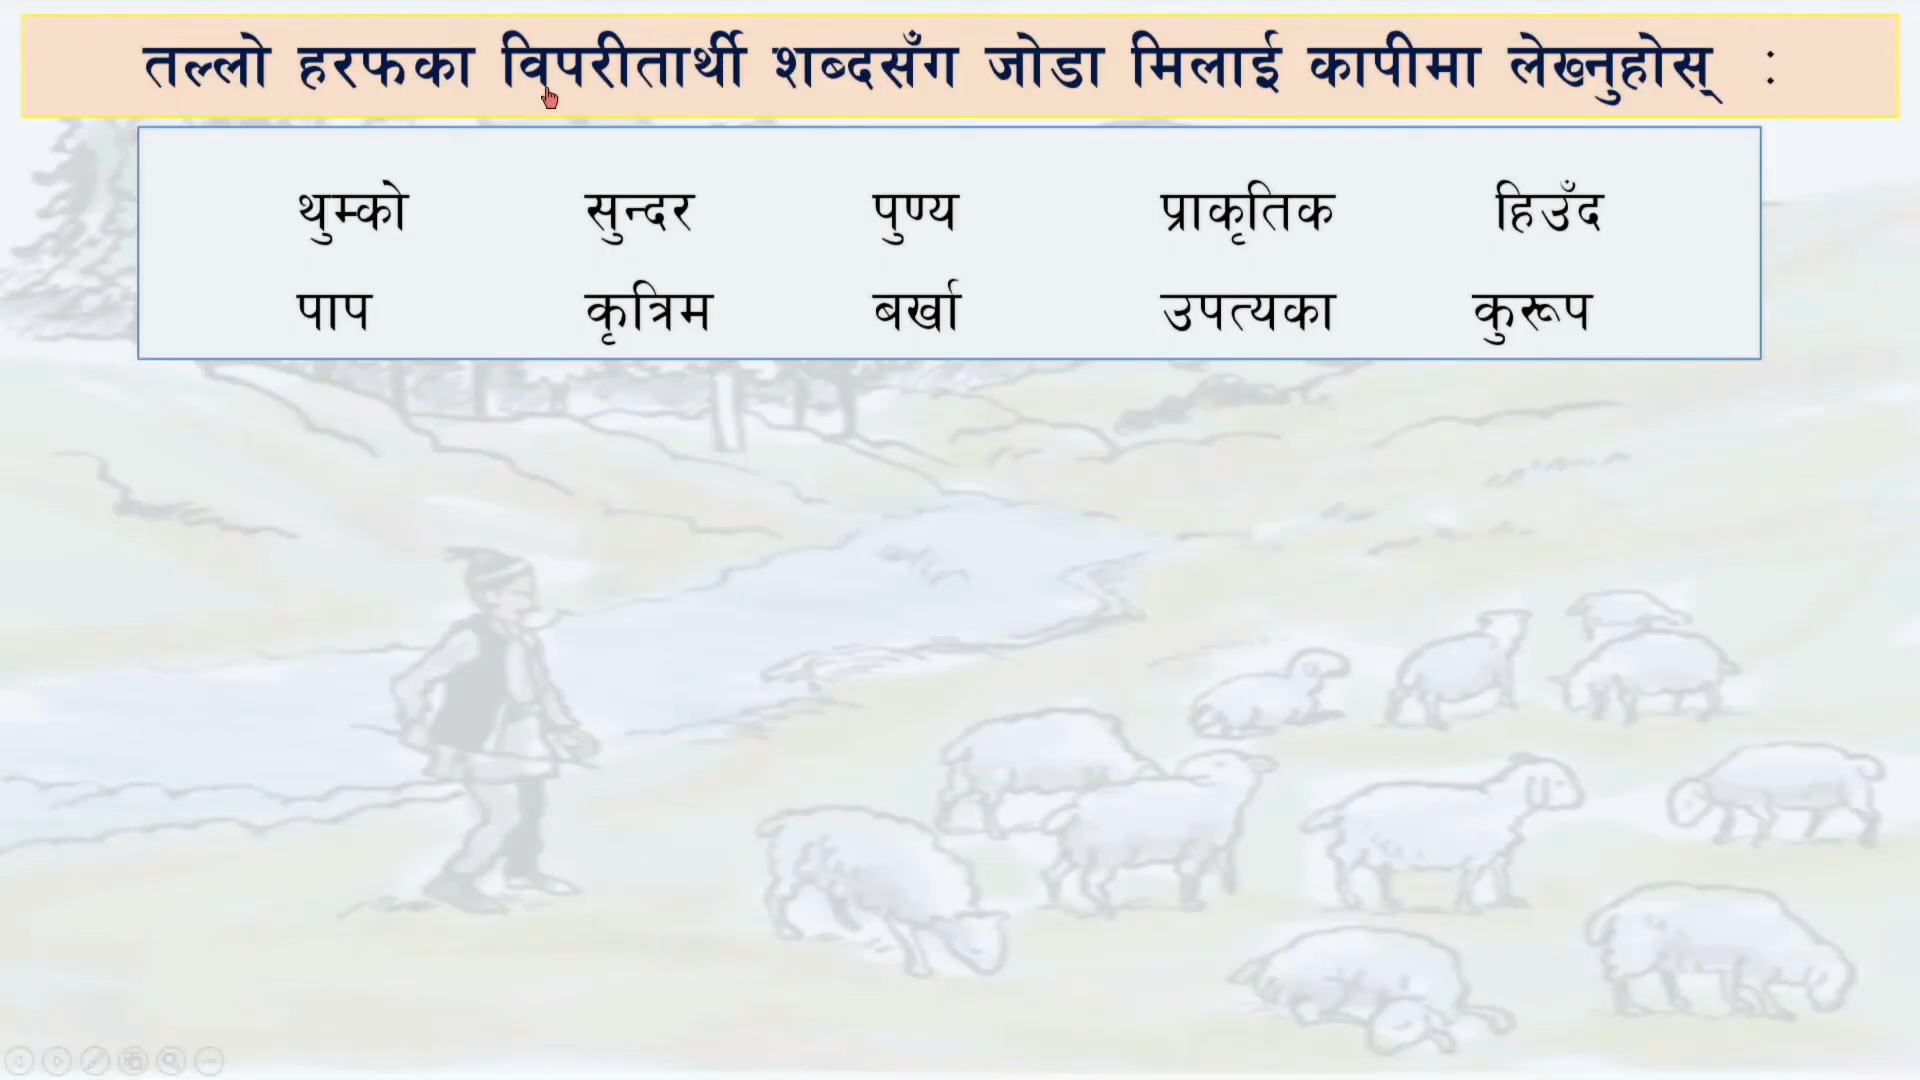 तल्लो हरफका विपरीतार्थी शब्दसँग जोडा मिलाई कापीमा लेख्नुहोस् :
थुम्को सुन्दर पुण्य प्राकृतिक हिउँद
पाप कृत्रिम बर्खा उपत्यका कुरूप